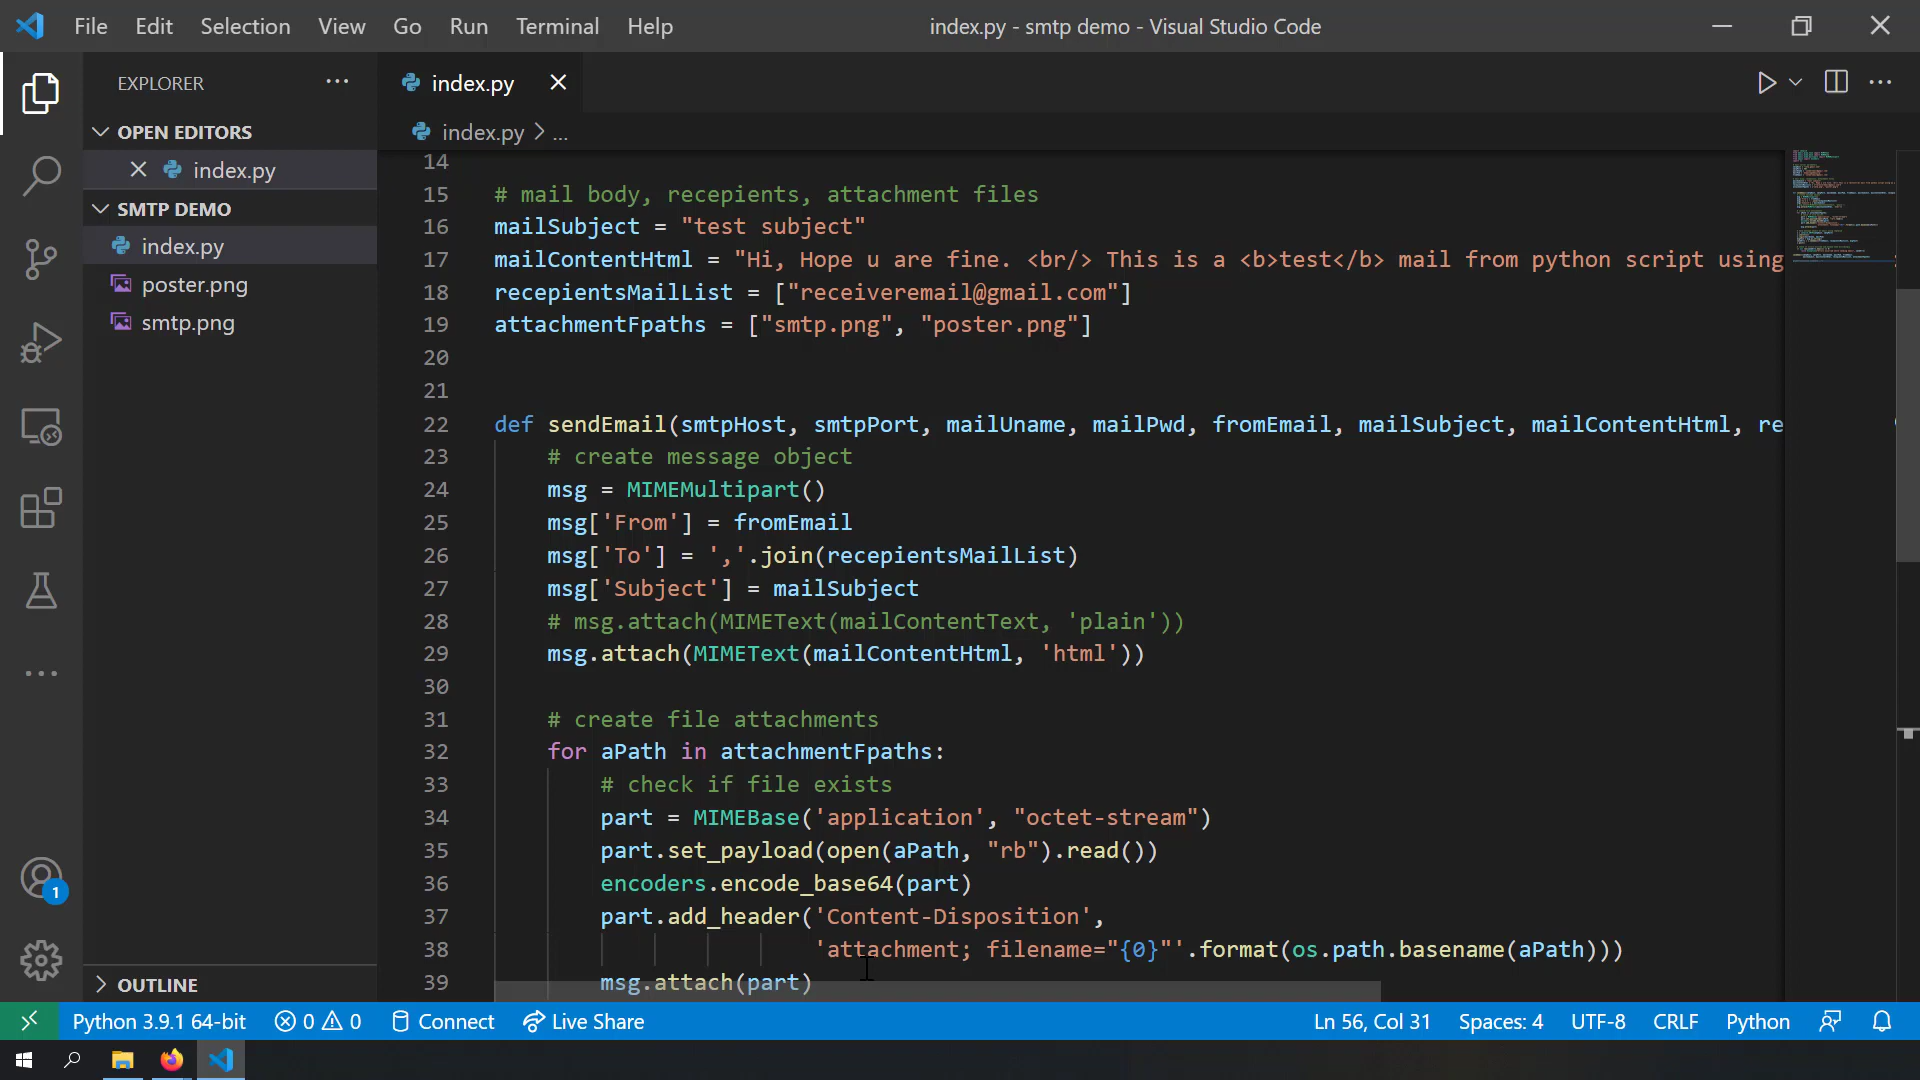 File Edit Selection View Go Run Terminal Help
index.py - smtp demo - Visual Studio Code
EXPLORER
OPEN EDITORS
index.py
SMTP DEMO
index.py
poster.png
smtp.png
OUTLINE
index.py
index.py > ...
14
15 # mail body, recepients, attachment files
16 mailSubject = "test subject"
17 mailContentHtml = "Hi, Hope u are fine. <br/> This is a <b>test</b> mail from python script using
18 recepientsMailList = ["receiveremail@gmail.com"]
19 attachmentFpaths = ["smtp.png", "poster.png"]
20
21
22 def sendEmail(smtpHost, smtpPort, mailUname, mailPwd, fromEmail, mailSubject, mailContentHtml, re
23 # create message object
24 msg = MIMEMultipart()
25 msg['From'] = fromEmail
26 msg['To'] = ','.join(recepientsMailList)
27 msg['Subject'] = mailSubject
28 # msg.attach(MIMEText(mailContentText, 'plain'))
29 msg.attach(MIMEText(mailContentHtml, 'html'))
30
31 # create file attachments
32 for aPath in attachmentFpaths:
33 # check if file exists
34 part = MIMEBase('application', "octet-stream")
35 part.set_payload(open(aPath, "rb").read())
36 encoders.encode_base64(part)
37 part.add_header('Content-Disposition',
38 'attachment; filename="{0}"'.format(os.path.basename(aPath)))
39 msg.attach(part)
1
Python 3.9.1 64-bit 0 0 Connect Live Share Ln 56, Col 31 Spaces: 4 UTF-8 CRLF Python